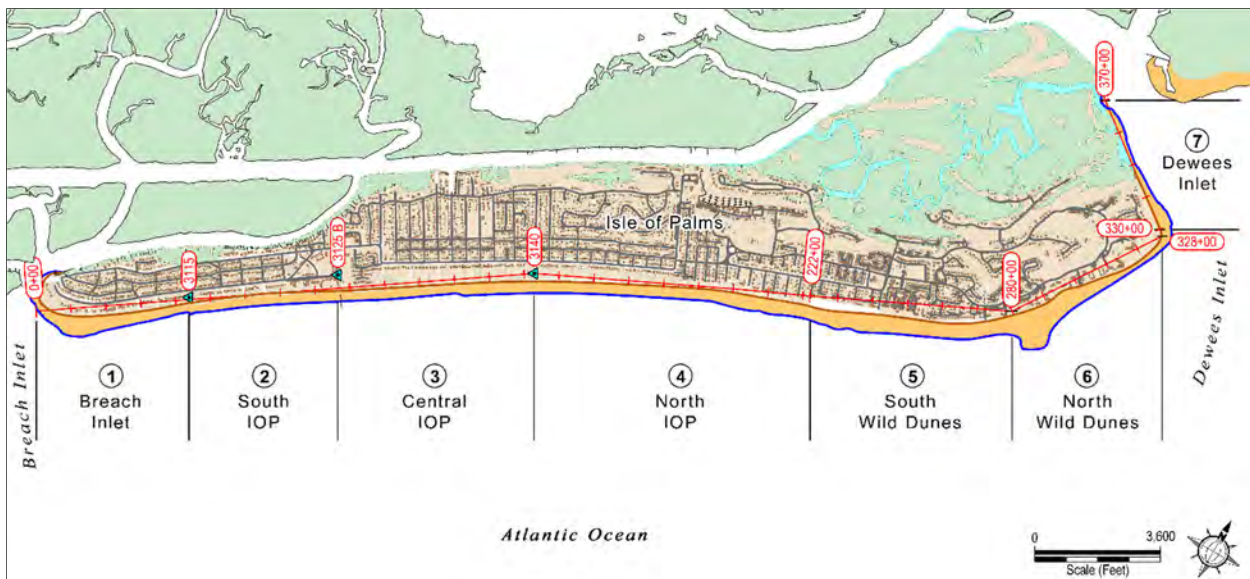 370+00
7
Dewees
Inlet
Isle of Palms
330+00
328+00
3125 B
3140
222+00
280+00
3115
0+00
Breach Inlet
1
Breach
Inlet
2
South
IOP
3
Central
IOP
4
North
IOP
5
South
Wild Dunes
6
North
Wild Dunes
Dewees Inlet
Atlantic Ocean
0 3,600
Scale (Feet)